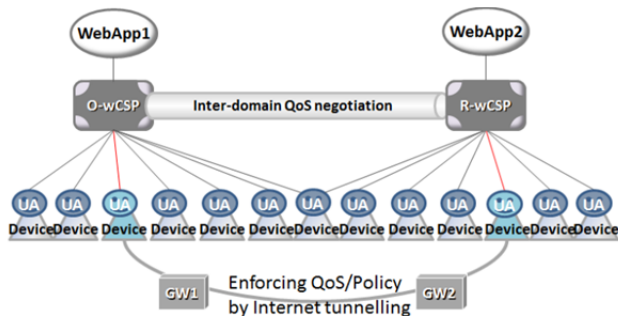 WebApp1 WebApp2
O-wCSP Inter-domain QoS negotiation R-wCSP
UA UA UA UA UA UA UA UA UA UA UA UA UA
Device Device Device Device Device Device Device Device Device Device Device Device Device
GW1 Enforcing QoS/Policy GW2
by Internet tunnelling